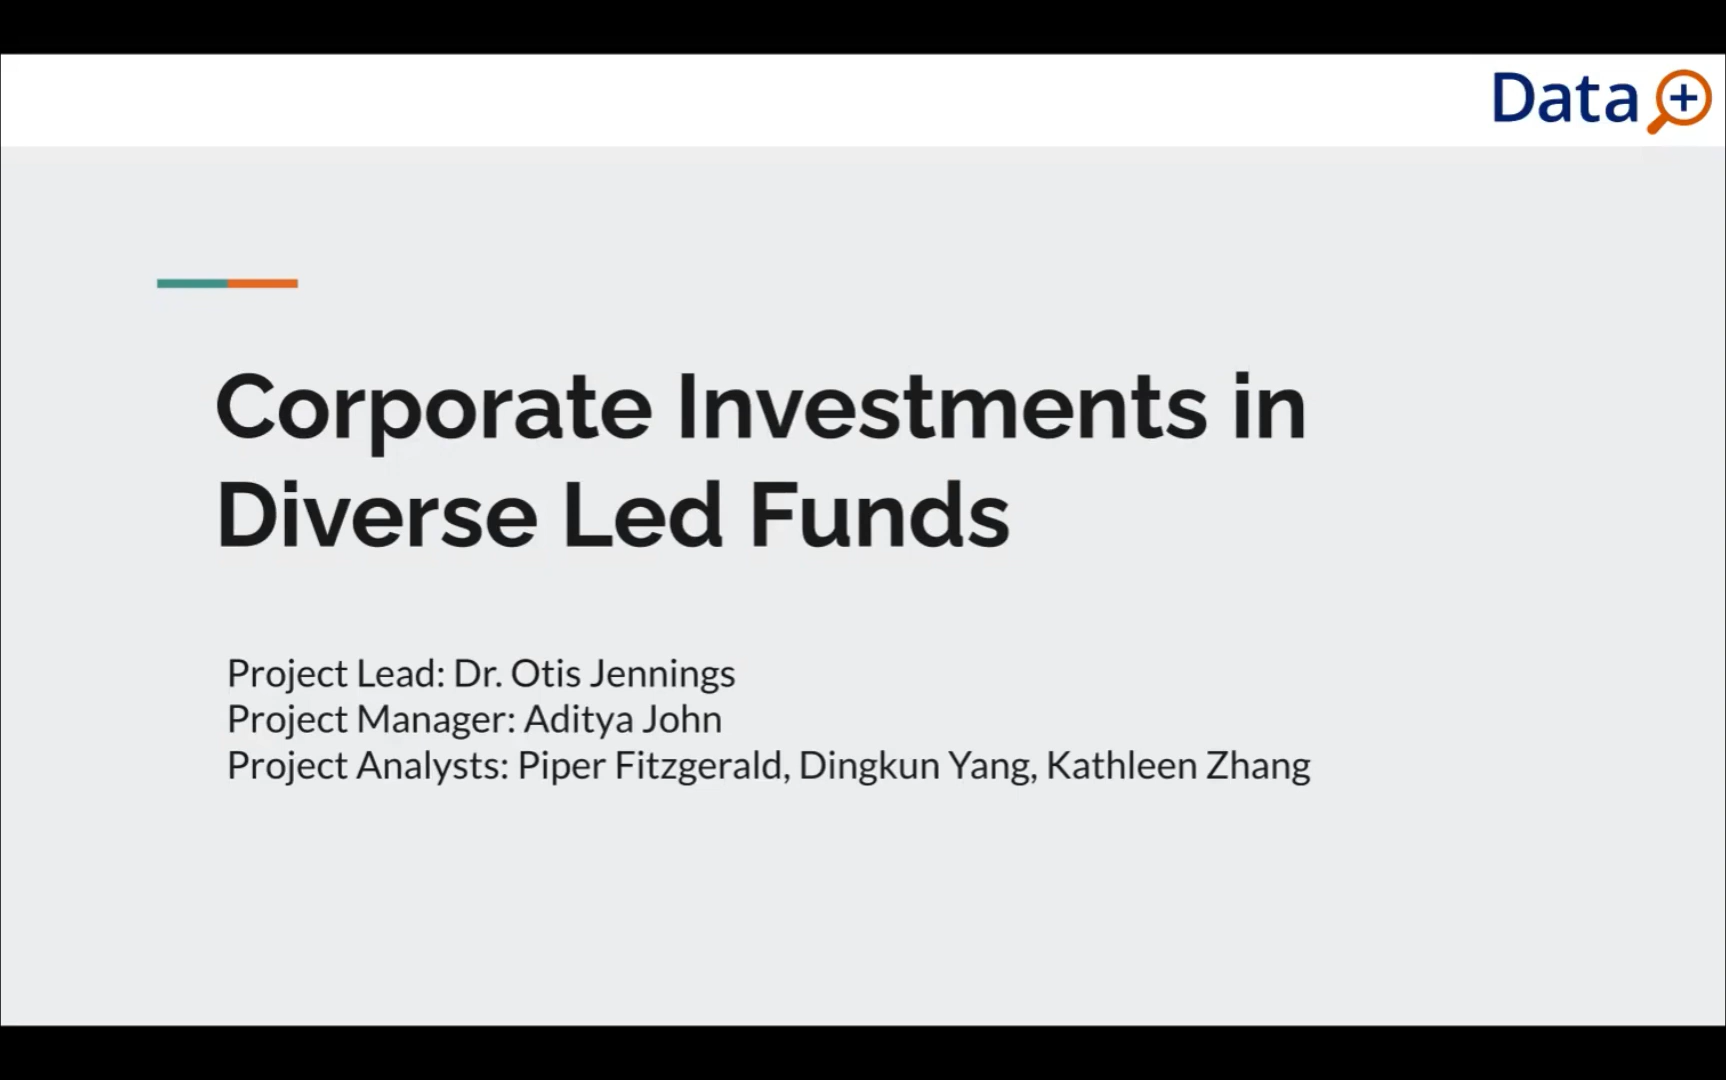 Data+
Corporate Investments in
Diverse Led Funds
Project Lead: Dr. Otis Jennings
Project Manager: Aditya John
Project Analysts: Piper Fitzgerald, Dingkun Yang, Kathleen Zhang